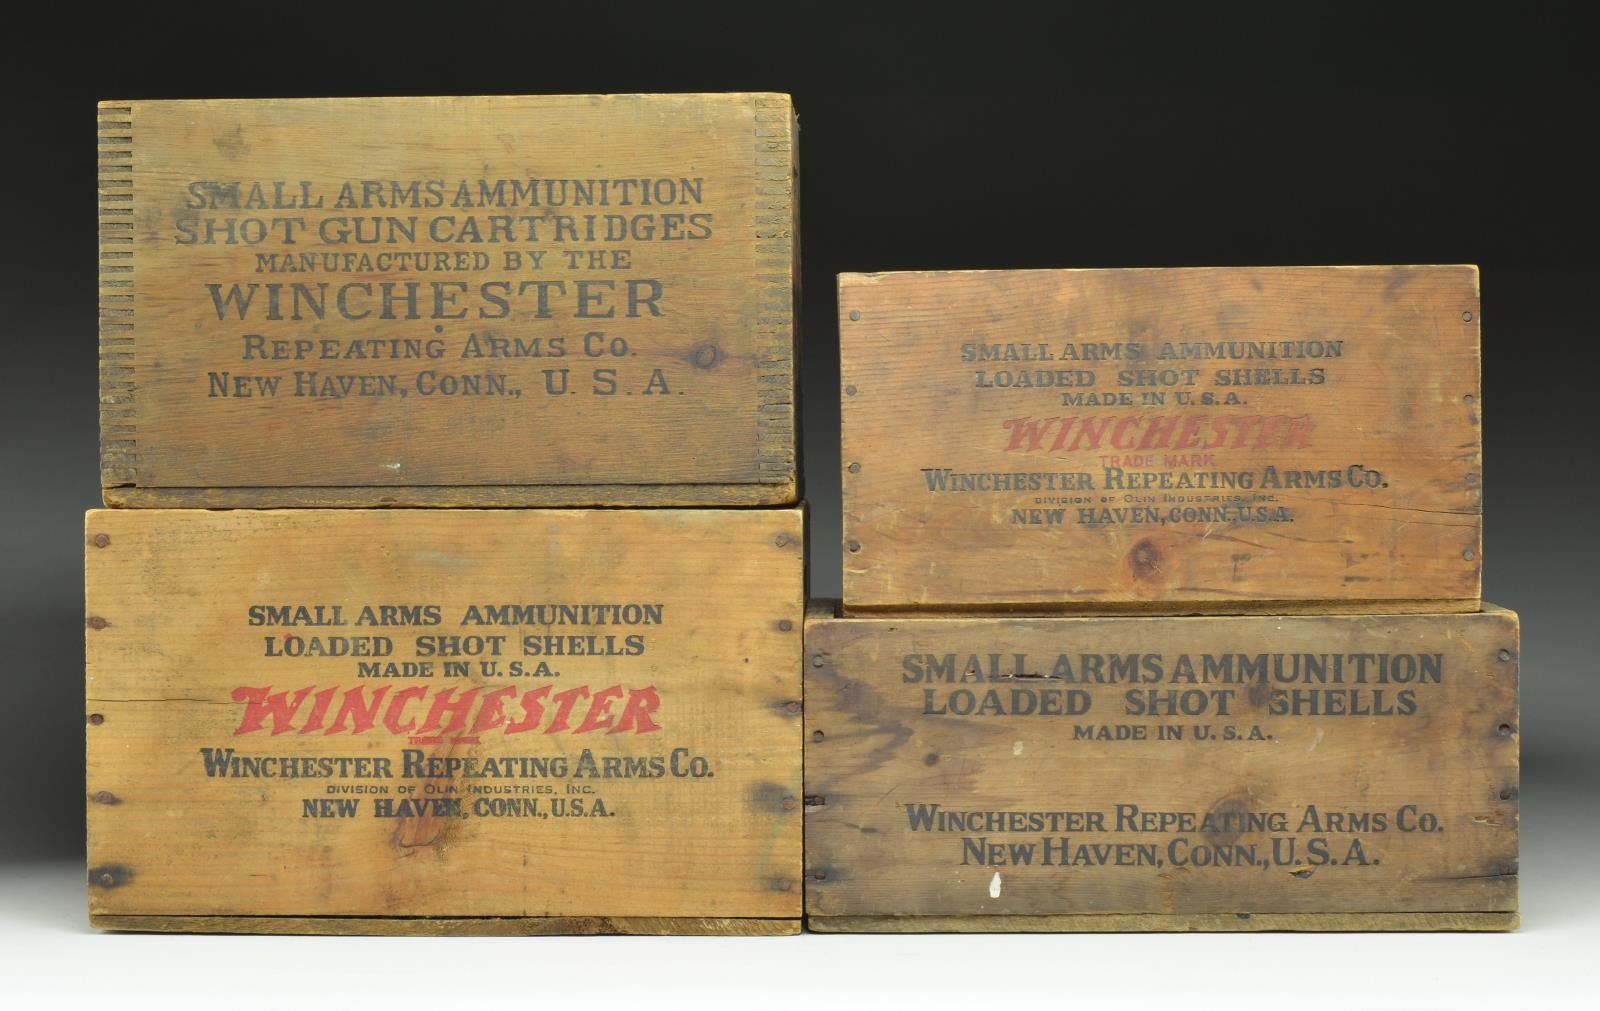 SMALL ARMS AMMUNITION
SHOT GUN CARTRIDGES
MANUFACTURED BY THE
WINCHESTER
REPEATING ARMS CO.
NEW HAVEN, CONN., U. S. A.
SMALL ARMS AMMUNITION
LOADED SHOT SHELLS
MADE IN U.S.A.
WINCHESTER
TRADE MARK
WINCHESTER REPEATING ARMS CO.
DIVISION OF OLIN INDUSTRIES, INC.
NEW HAVEN, CONN., U.S.A.
SMALL ARMS AMMUNITION
LOADED SHOT SHELLS
MADE IN U.S.A.
WINCHESTER
TRADE MARK
WINCHESTER REPEATING ARMS CO.
DIVISION OF OLIN INDUSTRIES, INC.
NEW HAVEN, CONN., U.S.A.
SMALL ARMS AMMUNITION
LOADED SHOT SHELLS
MADE IN U.S.A.
WINCHESTER REPEATING ARMS CO.
NEW HAVEN, CONN., U.S.A.